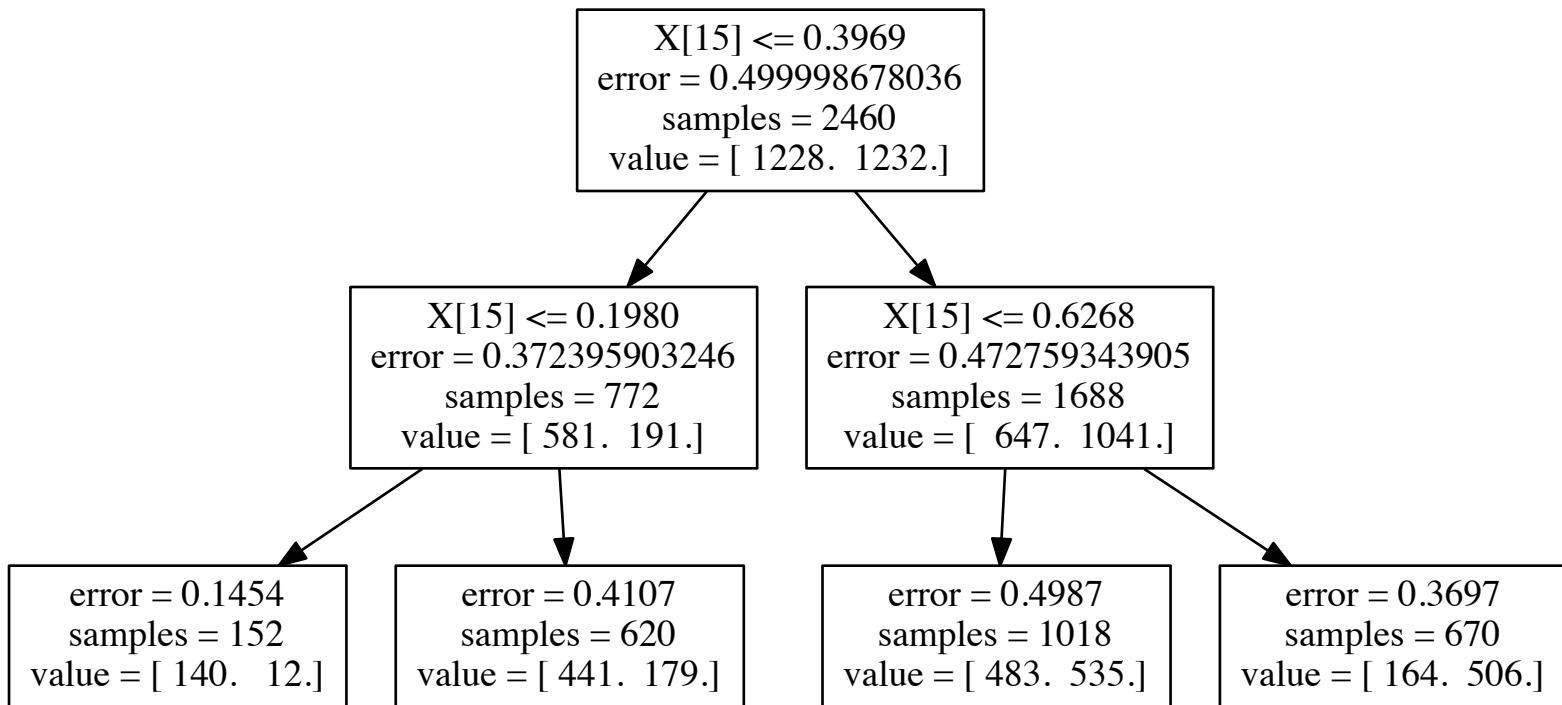 X[15] <= 0.3969
error = 0.499998678036
samples = 2460
value = [ 1228.  1232.]
X[15] <= 0.1980
error = 0.372395903246
samples = 772
value = [ 581.  191.]
X[15] <= 0.6268
error = 0.472759343905
samples = 1688
value = [  647.  1041.]
error = 0.1454
samples = 152
value = [ 140.   12.]
error = 0.4107
samples = 620
value = [ 441.  179.]
error = 0.4987
samples = 1018
value = [ 483.  535.]
error = 0.3697
samples = 670
value = [ 164.  506.]